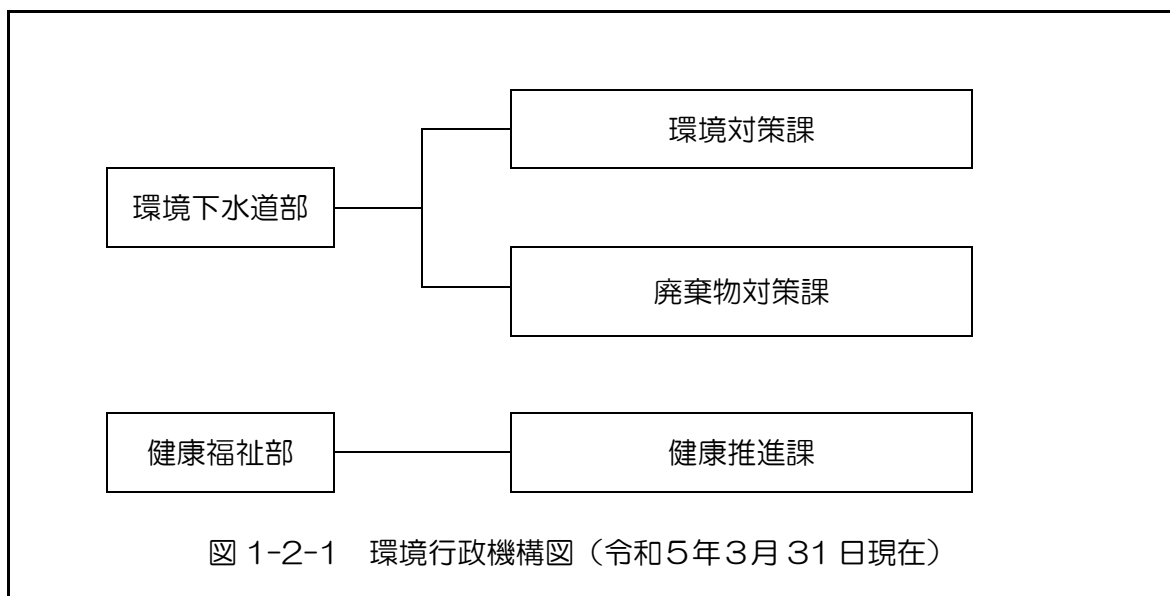 環境対策課
環境下水道部
廃棄物対策課
健康福祉部
健康推進課
図 1-2-1 環境行政機構図（令和５年３月 31 日現在）